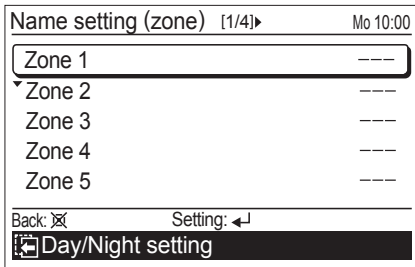 Name setting (zone) [1/4]▸ Mo 10:00
Zone 1 ---
Zone 2 ---
Zone 3 ---
Zone 4 ---
Zone 5 ---
Back: Setting:
Day/Night setting